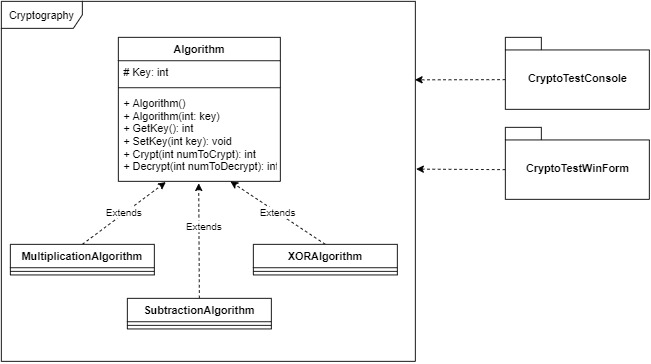 Cryptography
Algorithm
# Key: int
+ Algorithm()
+ Algorithm(int: key)
+ GetKey(): int
+ SetKey(int key): void
+ Crypt(int numToCrypt): int
+ Decrypt(int numToDecrypt): int
Extends
Extends
Extends
MultiplicationAlgorithm
XORAlgorithm
SubtractionAlgorithm
CryptoTestConsole
CryptoTestWinForm